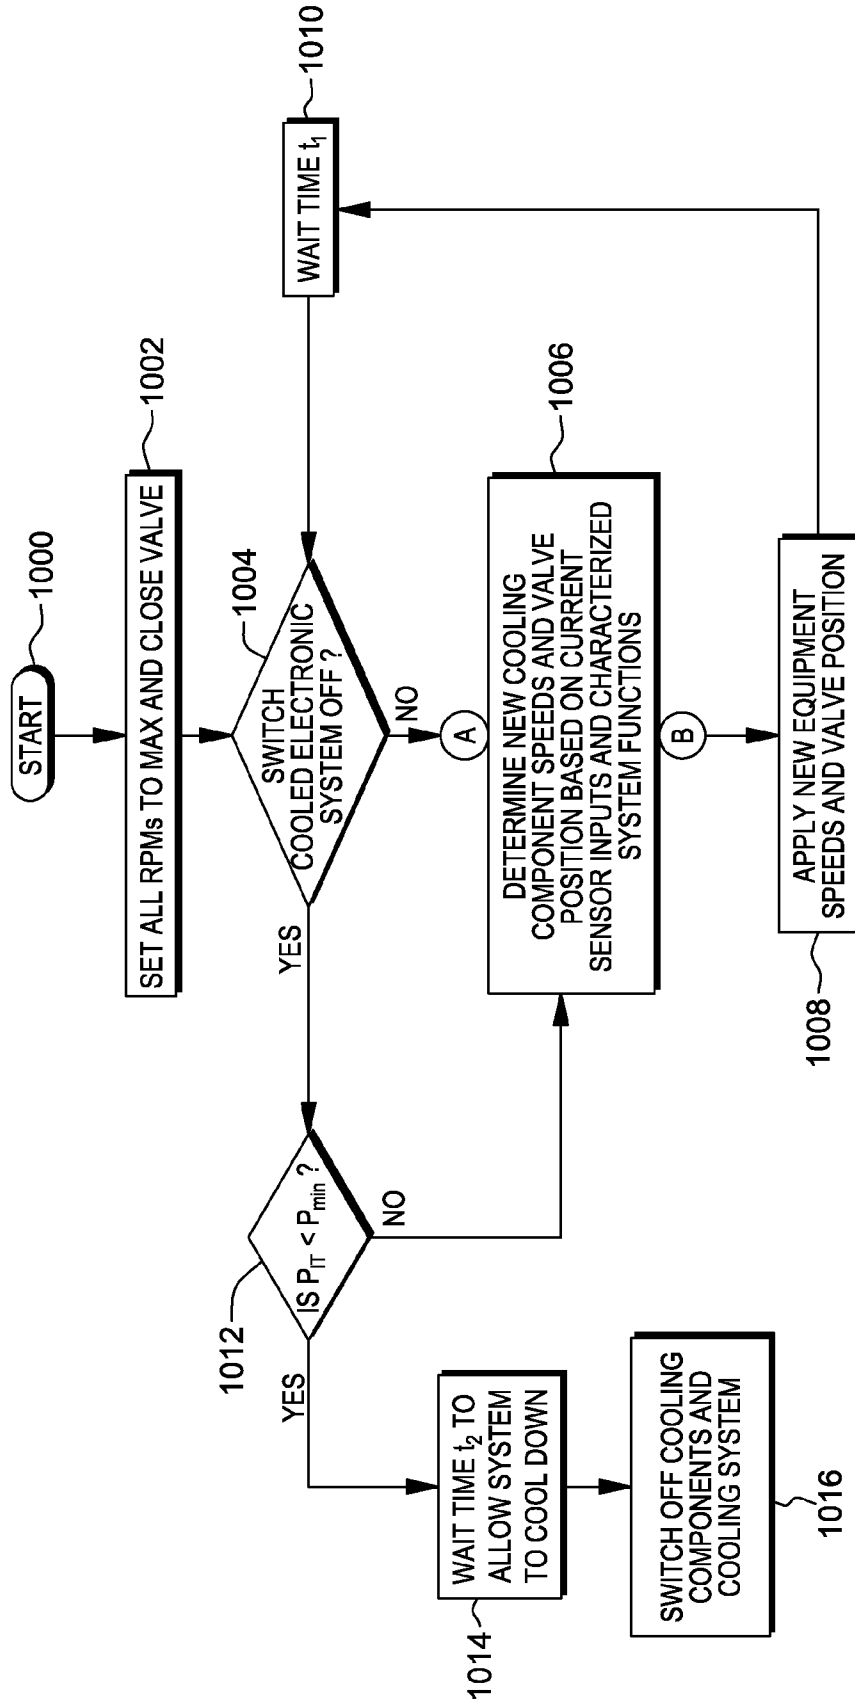 START
1000
SET ALL RPMs TO MAX AND CLOSE VALVE
1002
SWITCH
COOLED ELECTRONIC
SYSTEM OFF ?
1004
YES
NO
WAIT TIME t1
1010
IS PIT < Pmin ?
1012
YES
NO
A
DETERMINE NEW COOLING
COMPONENT SPEEDS AND VALVE
POSITION BASED ON CURRENT
SENSOR INPUTS AND CHARACTERIZED
SYSTEM FUNCTIONS
1006
B
WAIT TIME t2 TO
ALLOW SYSTEM
TO COOL DOWN
1014
SWITCH OFF COOLING
COMPONENTS AND
COOLING SYSTEM
1016
APPLY NEW EQUIPMENT
SPEEDS AND VALVE POSITION
1008